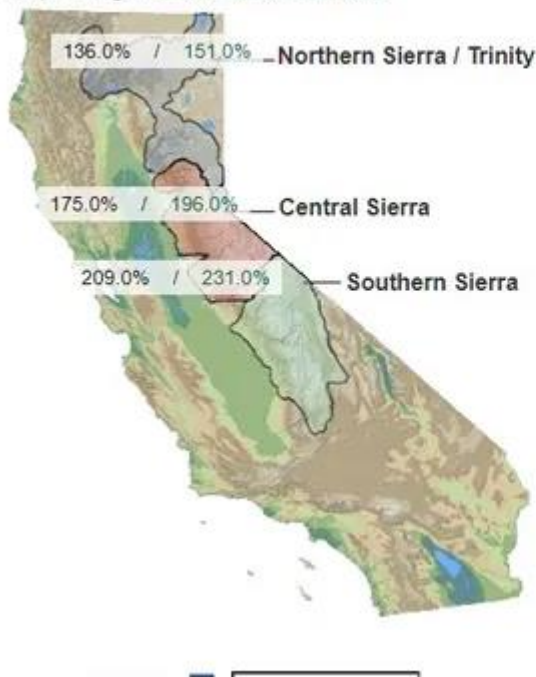 136.0% / 151.0% Northern Sierra / Trinity
175.0% / 196.0% Central Sierra
209.0% / 231.0% Southern Sierra